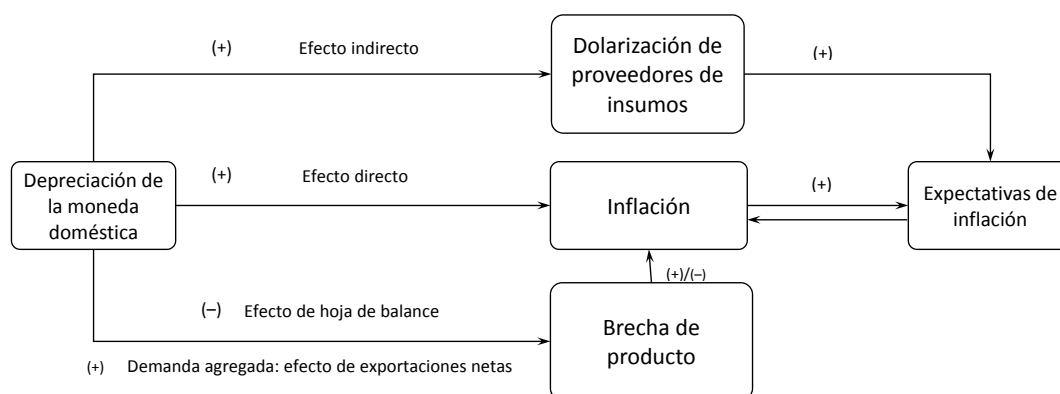 (+) Efecto indirecto
Dolarización de
proveedores de
insumos
(+)
Depreciación de
la moneda
doméstica
(+) Efecto directo
Inflación
(+)
Expectativas de
inflación
(+)/(–)
(–) Efecto de hoja de balance
(+) Demanda agregada: efecto de exportaciones netas
Brecha de
producto